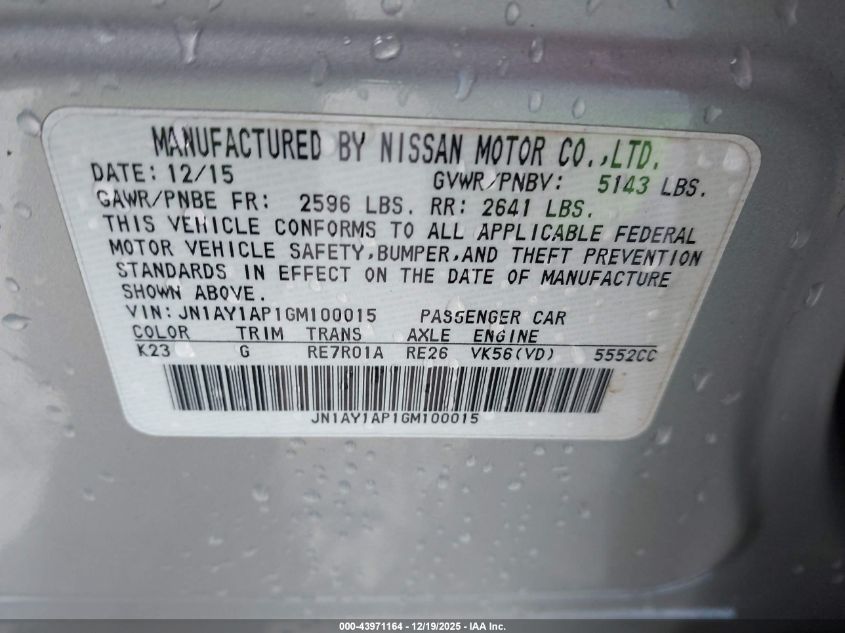 MANUFACTURED BY NISSAN MOTOR CO.,LTD.
DATE: 12/15 GVWR/PNBV: 5143 LBS.
GAWR/PNBE FR: 2596 LBS. RR: 2641 LBS.
THIS VEHICLE CONFORMS TO ALL APPLICABLE FEDERAL
MOTOR VEHICLE SAFETY,BUMPER,AND THEFT PREVENTION
STANDARDS IN EFFECT ON THE DATE OF MANUFACTURE
SHOWN ABOVE.
VIN: JN1AY1AP1GM100015 PASSENGER CAR
COLOR TRIM TRANS AXLE ENGINE
K23 G RE7R01A RE26 VK56(VD) 5552CC
JN1AY1AP1GM100015
000-43971164 - 12/19/2025 - IAA Inc.